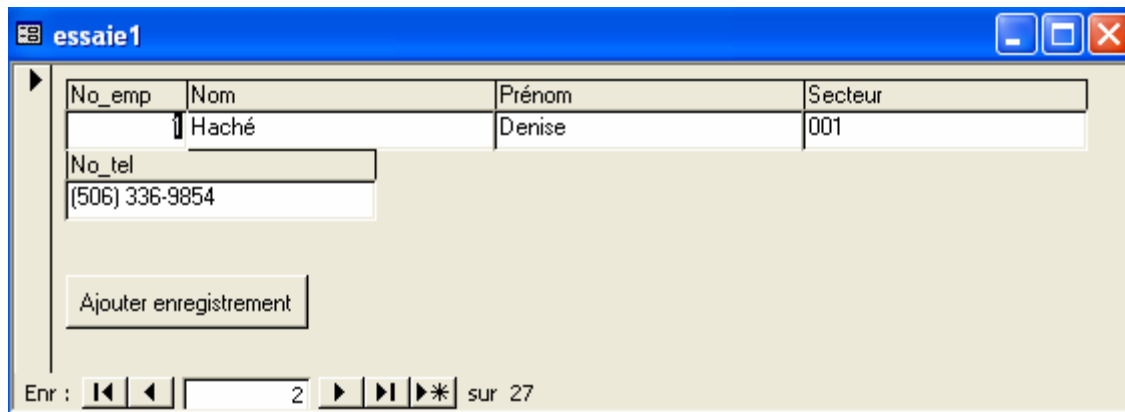 essaie1
No_emp Nom Prénom Secteur
1 Haché Denise 001
No_tel
(506) 336-9854
Ajouter enregistrement
Enr : 2 sur 27